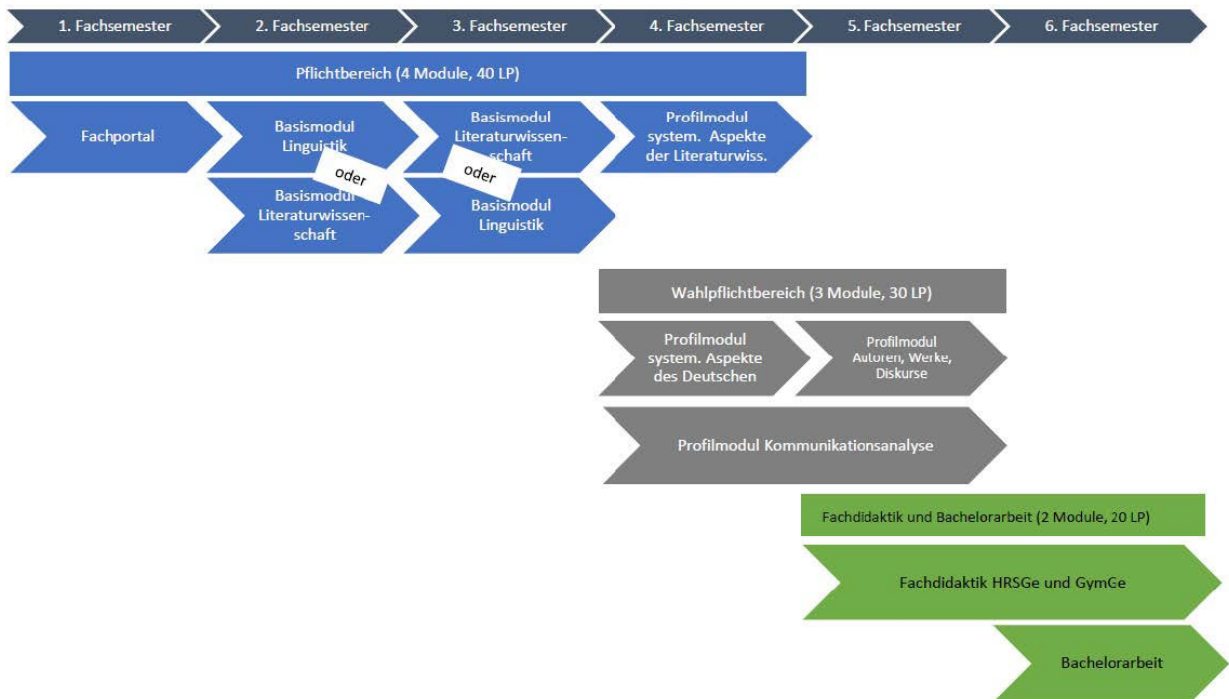 1. Fachsemester
2. Fachsemester
3. Fachsemester
4. Fachsemester
5. Fachsemester
6. Fachsemester
Pflichtbereich (4 Module, 40 LP)
Fachportal
Basismodul
Linguistik
Basismodul
Literaturwissen-
schaft
Profilmodul
system. Aspekte
der Literaturwiss.
oder
oder
Basismodul
Literaturwissen-
schaft
Basismodul
Linguistik
Wahlpflichtbereich (3 Module, 30 LP)
Profilmodul
system. Aspekte
des Deutschen
Profilmodul
Autoren, Werke,
Diskurse
Profilmodul Kommunikationsanalyse
Fachdidaktik und Bachelorarbeit (2 Module, 20 LP)
Fachdidaktik HRSGe und GymGe
Bachelorarbeit